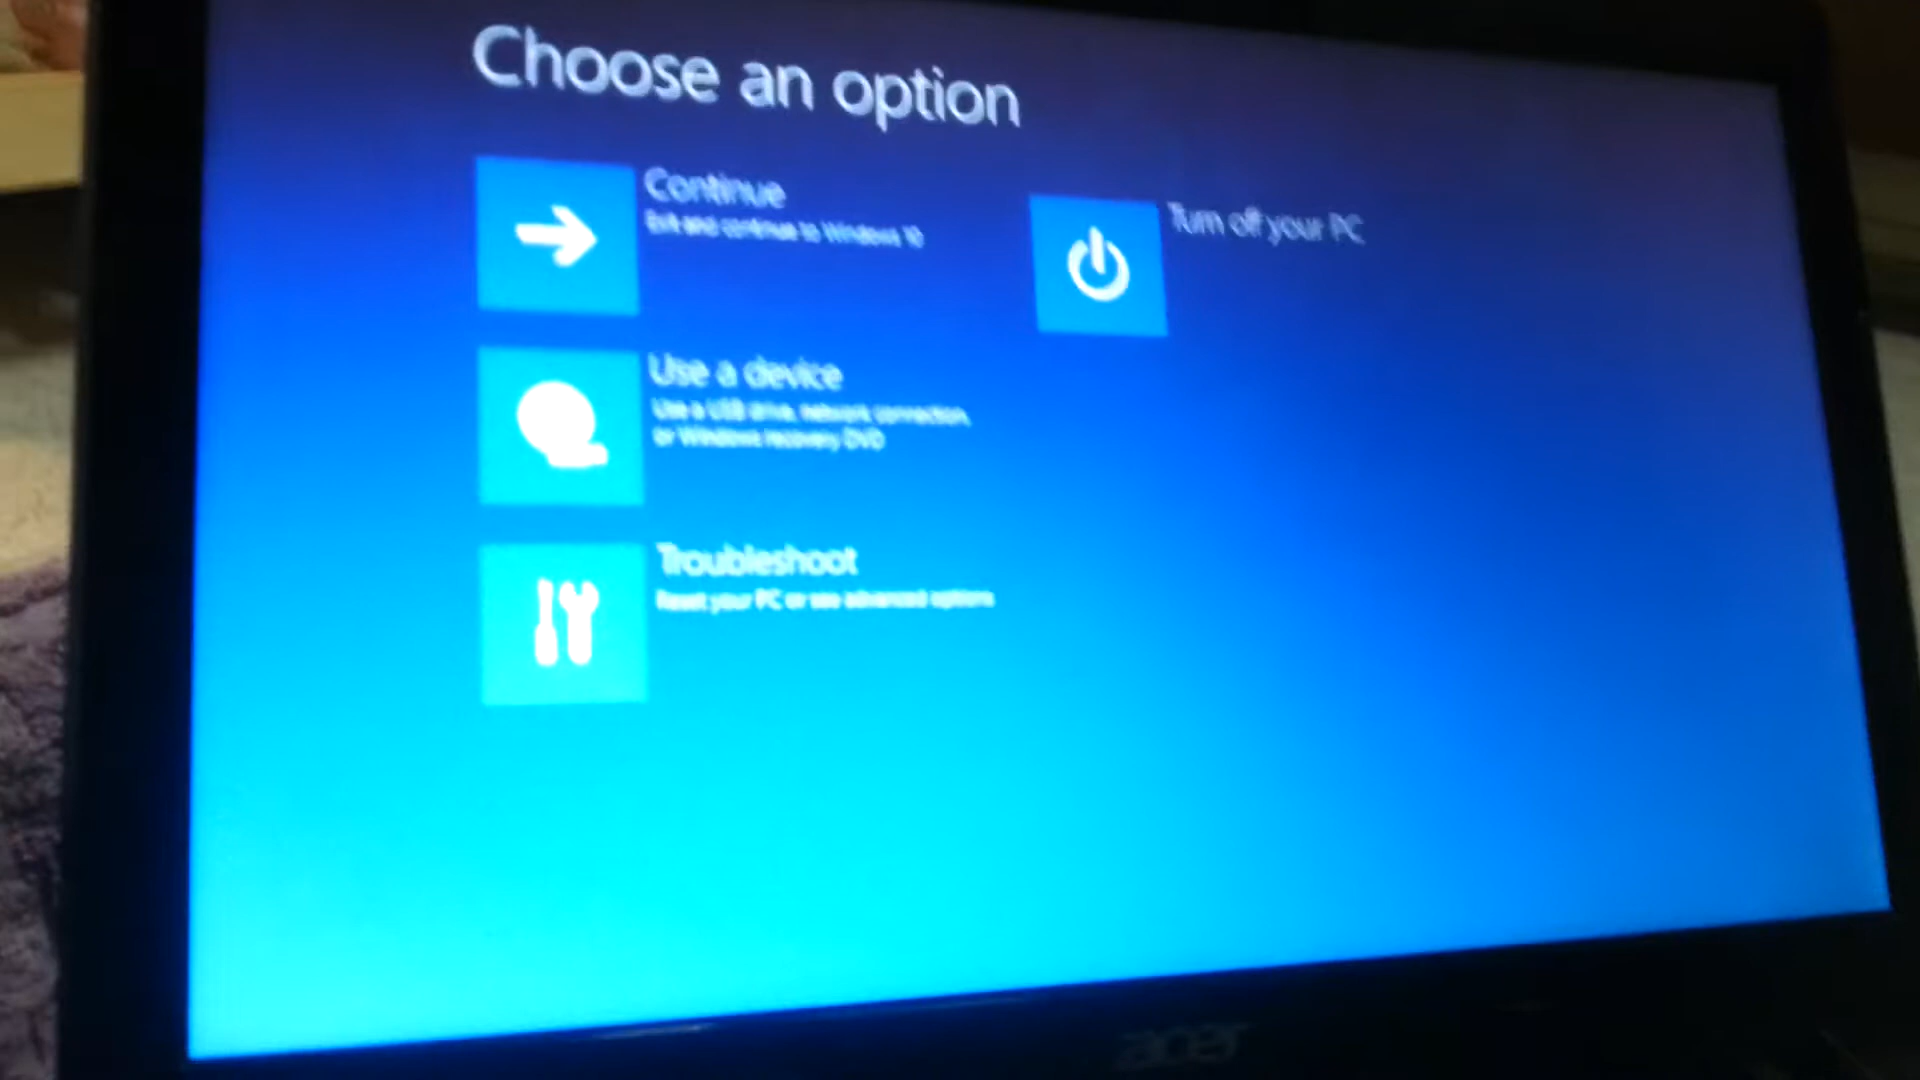 Choose an option
Continue
Exit and continue to Windows 10
Turn off your PC
Use a device
Use a USB drive, network connection,
or Windows recovery DVD
Troubleshoot
Reset your PC or see advanced options
acer